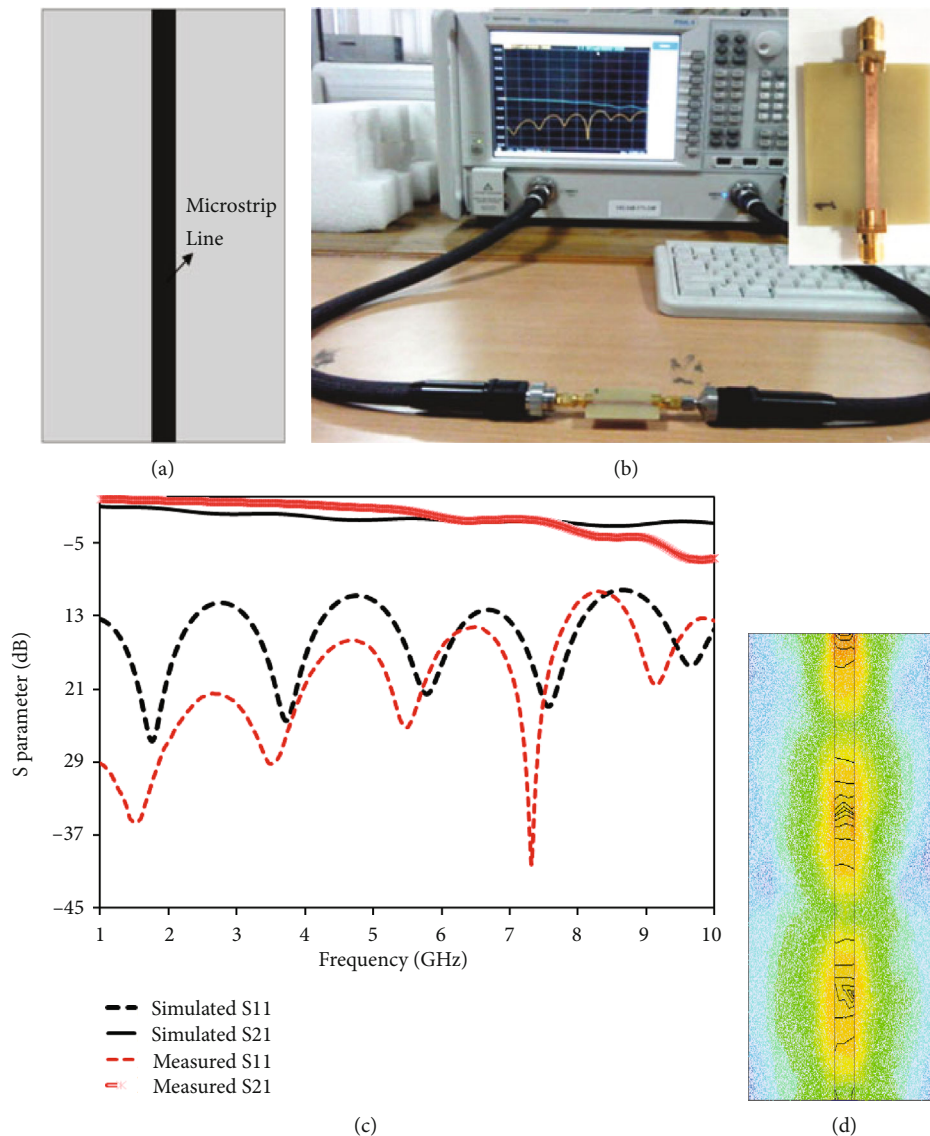 Microstrip
Line
(a)
(b)
−5
13
21
29
−37
−45
S parameter (dB)
1 2 3 4 5 6 7 8 9 10
Frequency (GHz)
Simulated S11
Simulated S21
Measured S11
Measured S21
(c)
(d)